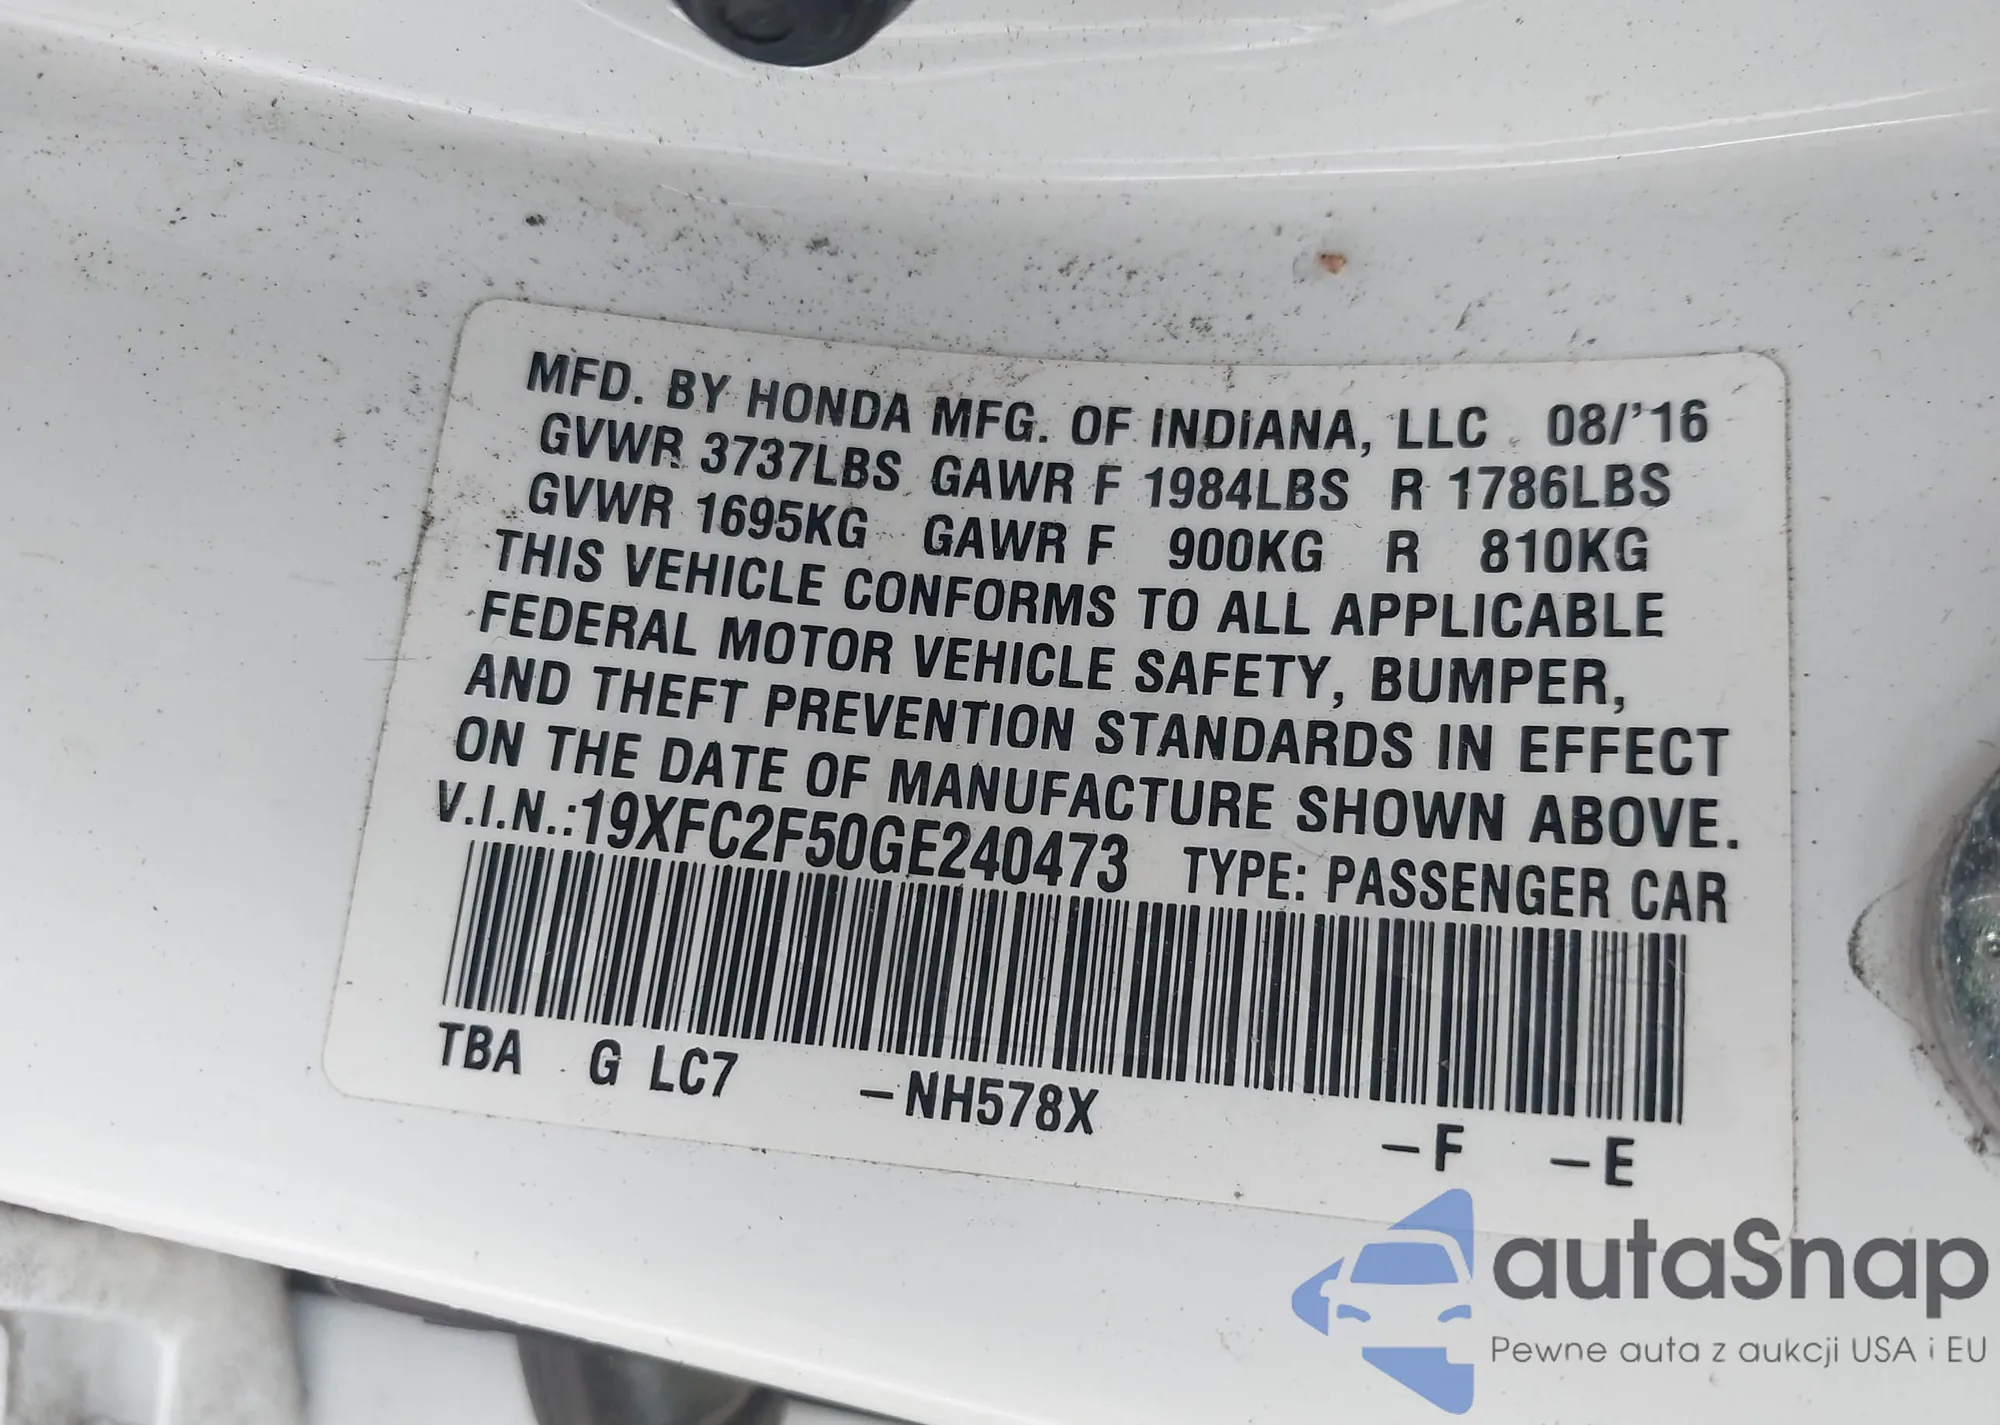 MFD. BY HONDA MFG. OF INDIANA, LLC 08/'16
GVWR 3737LBS GAWR F 1984LBS R 1786LBS
GVWR 1695KG GAWR F 900KG R 810KG
THIS VEHICLE CONFORMS TO ALL APPLICABLE
FEDERAL MOTOR VEHICLE SAFETY, BUMPER,
AND THEFT PREVENTION STANDARDS IN EFFECT
ON THE DATE OF MANUFACTURE SHOWN ABOVE.
V.I.N.:19XFC2F50GE240473 TYPE: PASSENGER CAR
TBA G LC7 –NH578X –F –E
autaSnap
Pewne auta z aukcji USA i EU